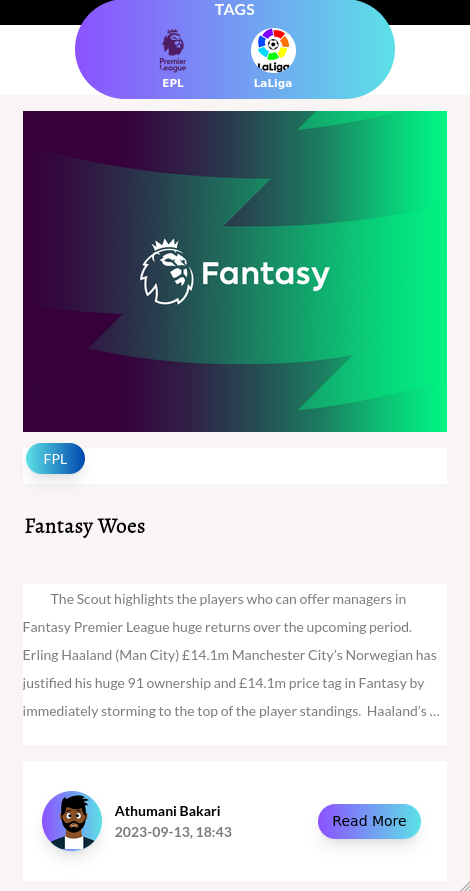 TAGS
Premier
League
LaLiga
EPL
LaLiga
Fantasy
FPL
Fantasy Woes
The Scout highlights the players who can offer managers in
Fantasy Premier League huge returns over the upcoming period.
Erling Haaland (Man City) £14.1m Manchester City’s Norwegian has
justified his huge 91 ownership and £14.1m price tag in Fantasy by
immediately storming to the top of the player standings.  Haaland’s ...
Athumani Bakari
2023-09-13, 18:43
Read More